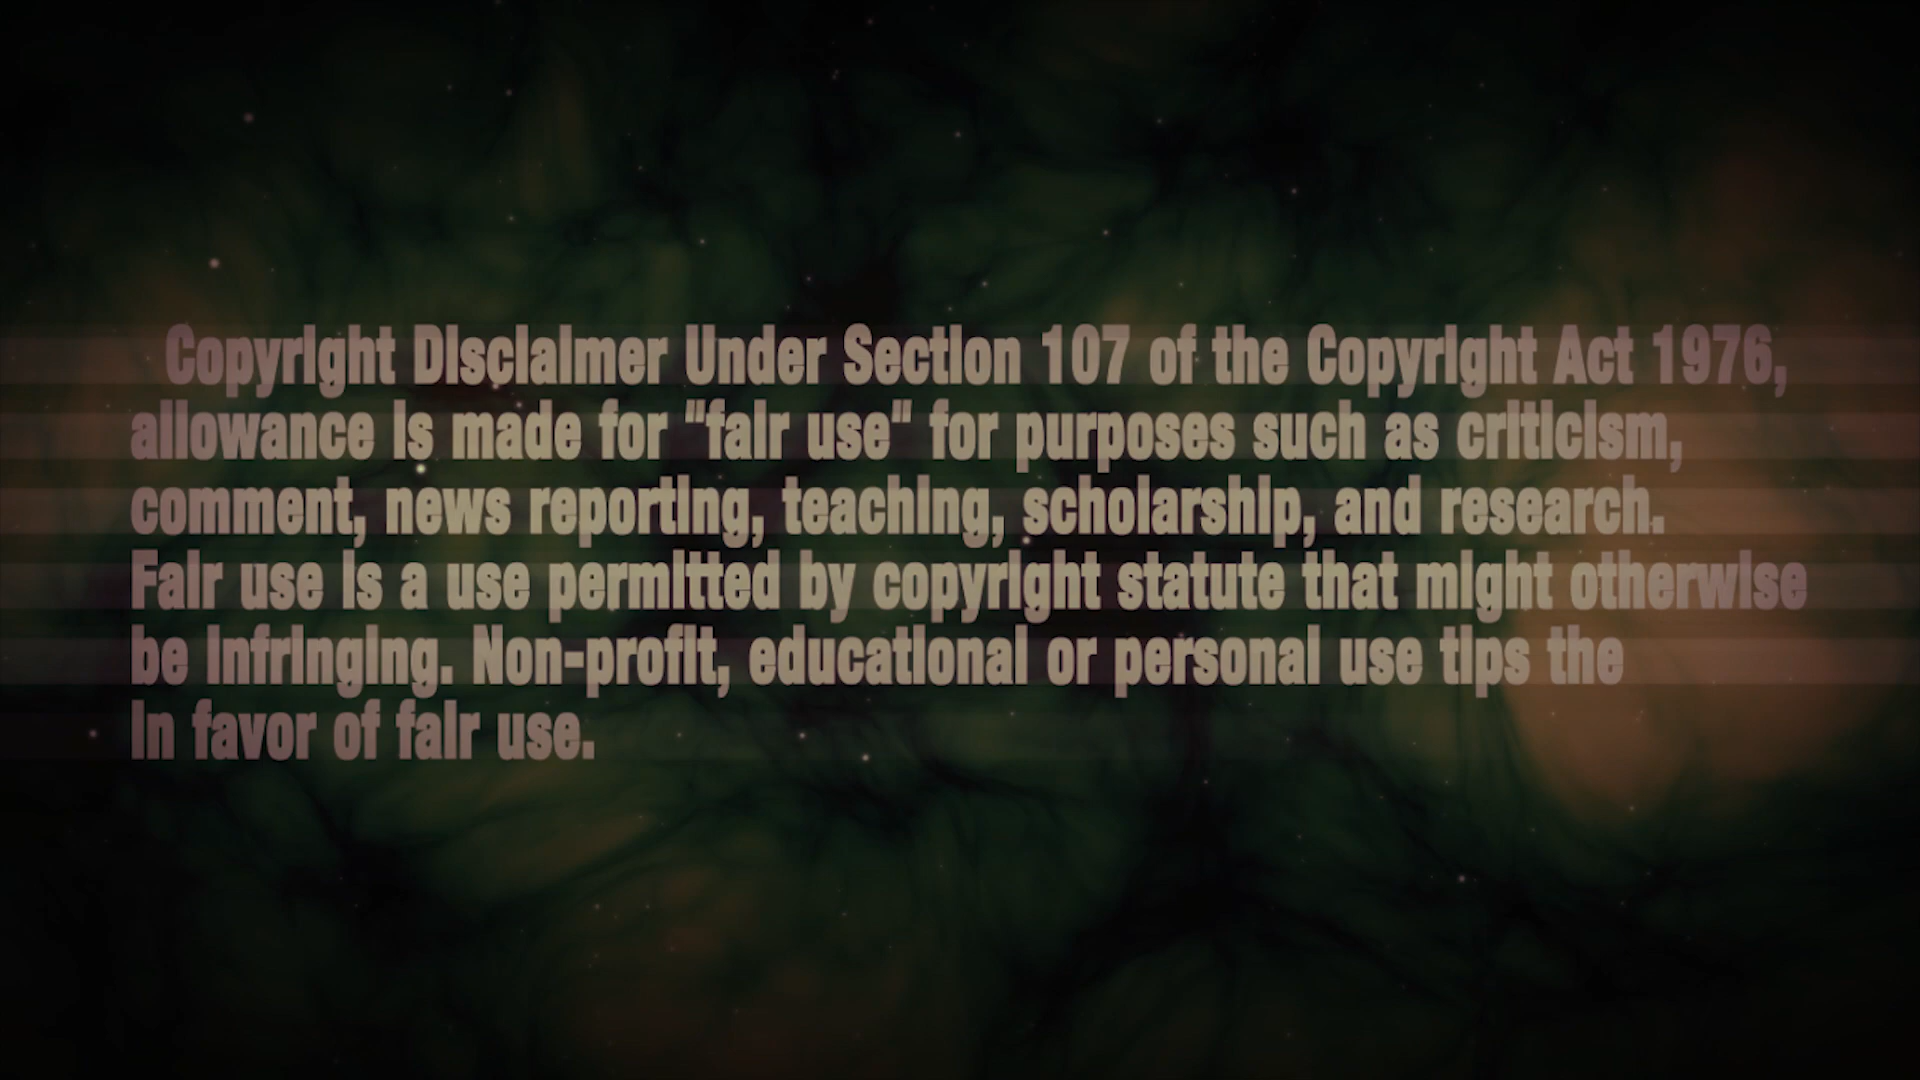 Copyright Disclaimer Under Section 107 of the Copyright Act 1976,
allowance is made for "fair use" for purposes such as criticism,
comment, news reporting, teaching, scholarship, and research.
Fair use is a use permitted by copyright statute that might otherwise
be infringing. Non-profit, educational or personal use tips the
in favor of fair use.